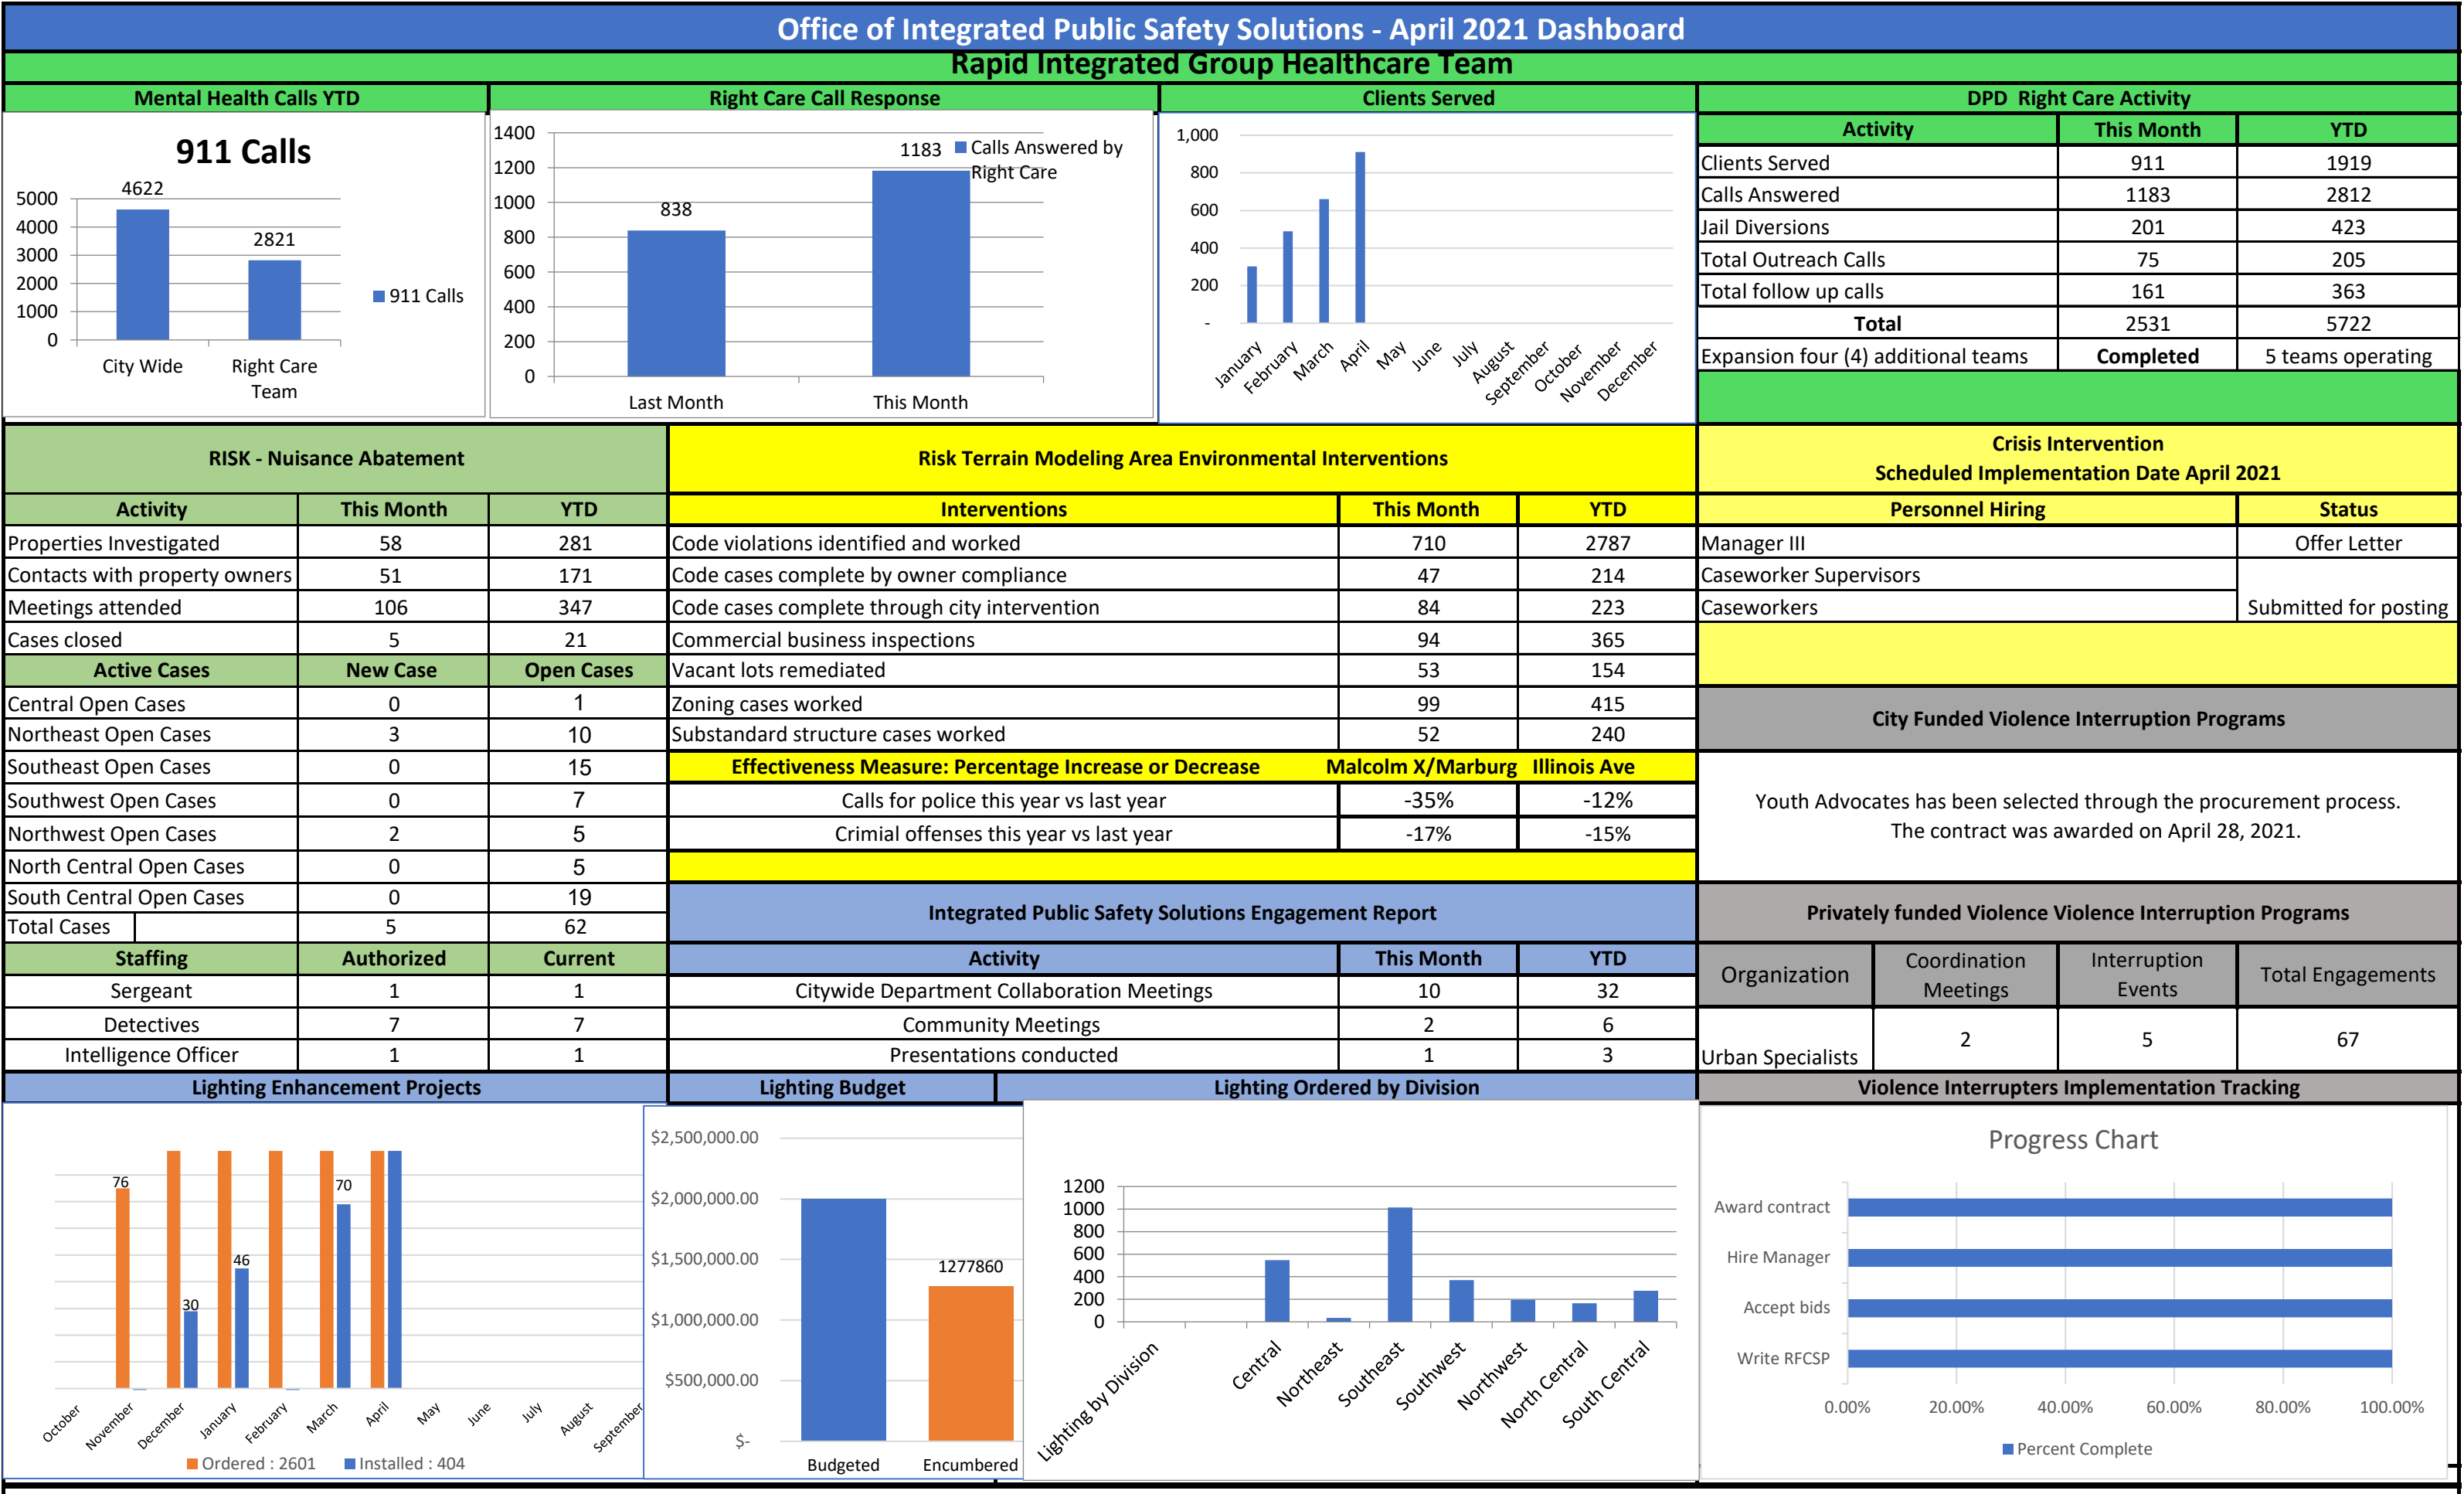 Office of Integrated Public Safety Solutions - April 2021 Dashboard
Rapid Integrated Group Healthcare Team
Mental Health Calls YTD
Right Care Call Response
Clients Served
DPD  Right Care Activity
911 Calls
4622
2821
5000
4000
3000
2000
1000
0
City Wide
Right Care
Team
911 Calls
1400
1200
1000
800
600
400
200
0
838
1183
Calls Answered by
Right Care
Last Month
This Month
1,000
800
600
400
200
-
January
February
March
April
May
June
July
August
September
October
November
December
Activity This Month YTD
Clients Served 911 1919
Calls Answered 1183 2812
Jail Diversions 201 423
Total Outreach Calls 75 205
Total follow up calls 161 363
Total 2531 5722
Expansion four (4) additional teams Completed 5 teams operating
RISK - Nuisance Abatement
Activity This Month YTD
Properties Investigated 58 281
Contacts with property owners 51 171
Meetings attended 106 347
Cases closed 5 21
Active Cases New Case Open Cases
Central Open Cases 0 1
Northeast Open Cases 3 10
Southeast Open Cases 0 15
Southwest Open Cases 0 7
Northwest Open Cases 2 5
North Central Open Cases 0 5
South Central Open Cases 0 19
Total Cases 5 62
Staffing Authorized Current
Sergeant 1 1
Detectives 7 7
Intelligence Officer 1 1
Risk Terrain Modeling Area Environmental Interventions
Interventions This Month YTD
Code violations identified and worked 710 2787
Code cases complete by owner compliance 47 214
Code cases complete through city intervention 84 223
Commercial business inspections 94 365
Vacant lots remediated 53 154
Zoning cases worked 99 415
Substandard structure cases worked 52 240
Effectiveness Measure: Percentage Increase or Decrease Malcolm X/Marburg Illinois Ave
Calls for police this year vs last year -35% -12%
Crimial offenses this year vs last year -17% -15%
Integrated Public Safety Solutions Engagement Report
Activity This Month YTD
Citywide Department Collaboration Meetings 10 32
Community Meetings 2 6
Presentations conducted 1 3
Crisis Intervention
Scheduled Implementation Date April 2021
Personnel Hiring Status
Manager III Offer Letter
Caseworker Supervisors
Caseworkers Submitted for posting
City Funded Violence Interruption Programs
Youth Advocates has been selected through the procurement process.
The contract was awarded on April 28, 2021.
Privately funded Violence Violence Interruption Programs
Organization
Coordination
Meetings
Interruption
Events
Total Engagements
Urban Specialists 2 5 67
Lighting Enhancement Projects
76
30
46
70
October
November
December
January
February
March
April
May
June
July
August
September
Ordered : 2601
Installed : 404
Lighting Budget
$2,500,000.00
$2,000,000.00
$1,500,000.00
$1,000,000.00
$500,000.00
$-
1277860
Budgeted
Encumbered
Lighting Ordered by Division
1200
1000
800
600
400
200
0
Lighting by Division
Central
Northeast
Southeast
Southwest
Northwest
North Central
South Central
Violence Interrupters Implementation Tracking
Progress Chart
Award contract
Hire Manager
Accept bids
Write RFCSP
0.00%
20.00%
40.00%
60.00%
80.00%
100.00%
Percent Complete